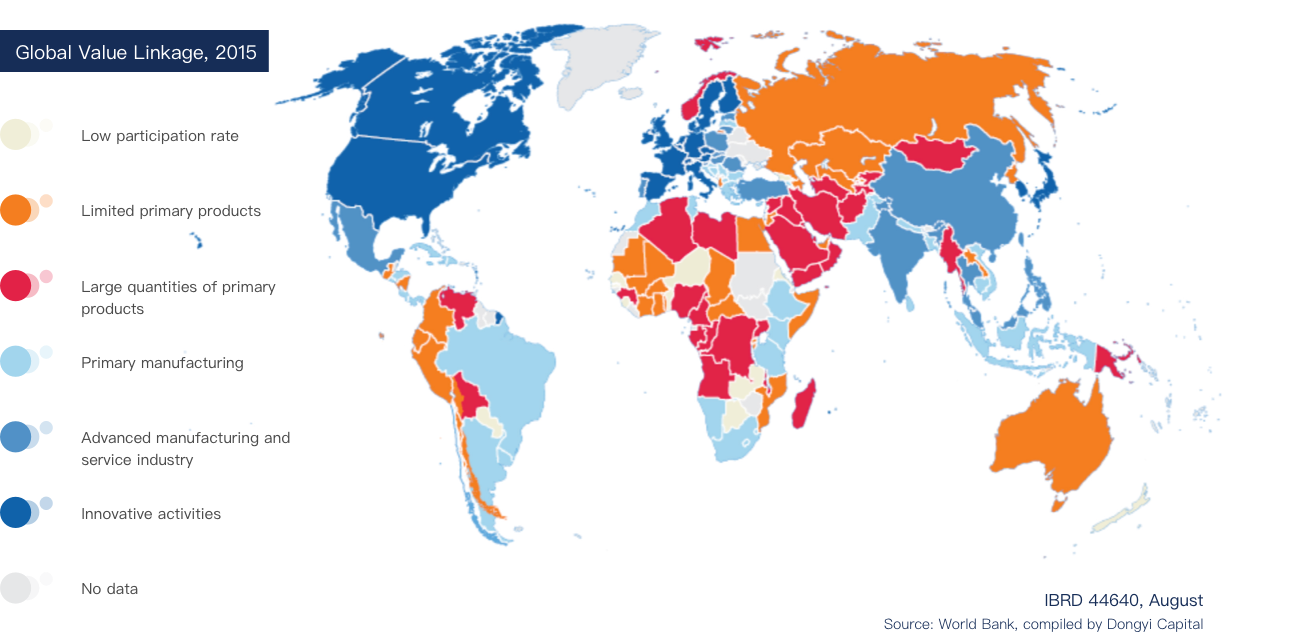 Global Value Linkage, 2015
Low participation rate
Limited primary products
Large quantities of primary
products
Primary manufacturing
Advanced manufacturing and
service industry
Innovative activities
No data
IBRD 44640, August
Source: World Bank, compiled by Dongyi Capital